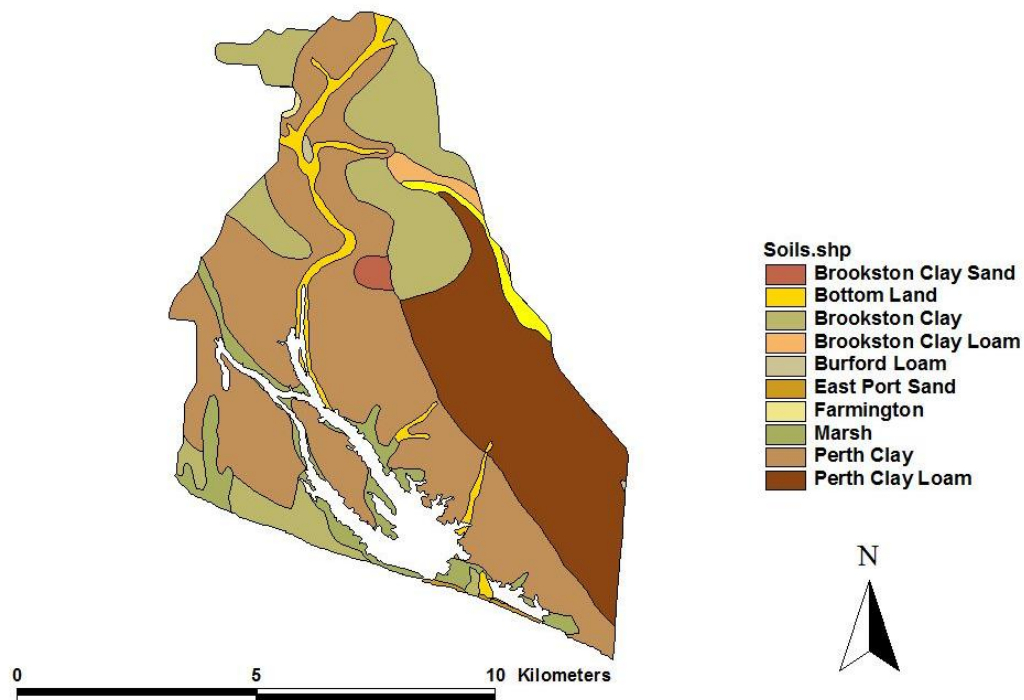 Soils.shp
Brookston Clay Sand
Bottom Land
Brookston Clay
Brookston Clay Loam
Burford Loam
East Port Sand
Farmington
Marsh
Perth Clay
Perth Clay Loam
N
0 5 10 Kilometers